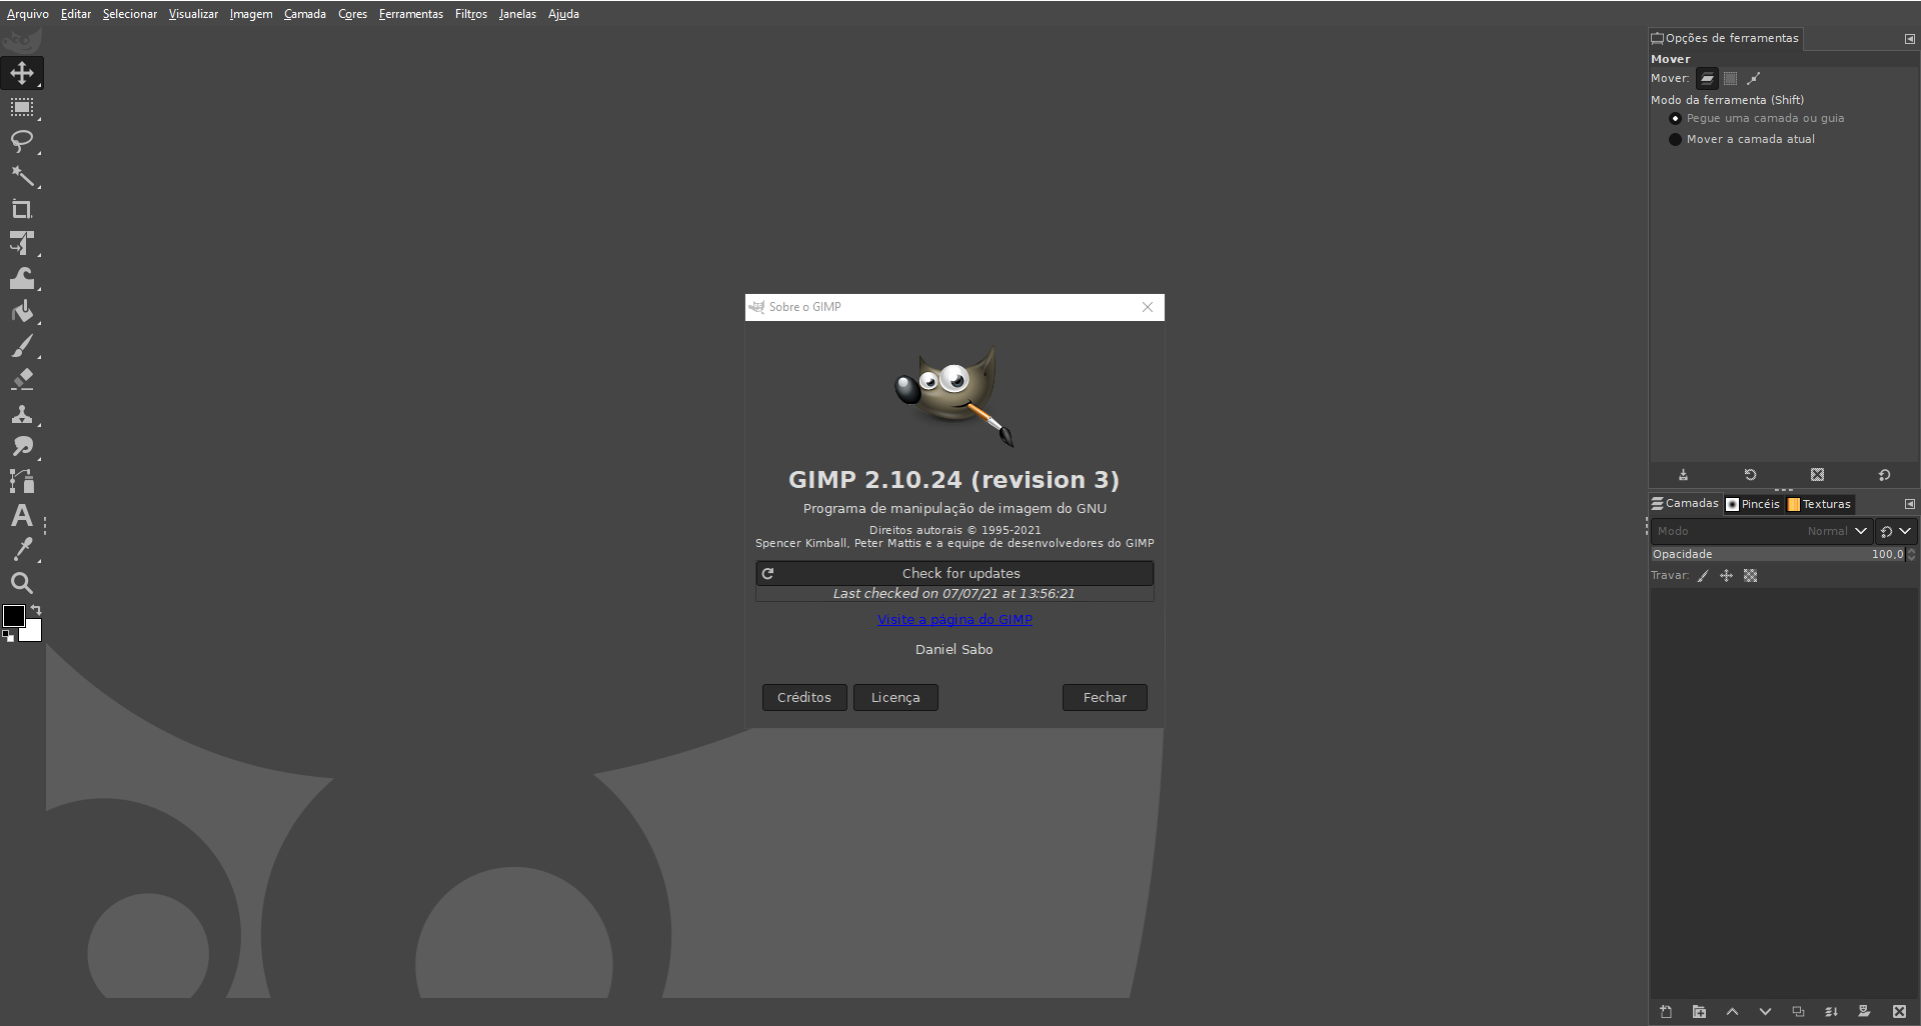 Arquivo Editar Selecionar Visualizar Imagem Camada Cores Ferramentas Filtros Janelas Ajuda
Opções de ferramentas
Mover
Mover:
Modo da ferramenta (Shift)
Pegue uma camada ou guia
Mover a camada atual
Sobre o GIMP
GIMP 2.10.24 (revision 3)
Programa de manipulação de imagem do GNU
Direitos autorais © 1995-2021
Spencer Kimball, Peter Mattis e a equipe de desenvolvedores do GIMP
Check for updates
Last checked on 07/07/21 at 13:56:21
Visite a página do GIMP
Daniel Sabo
Créditos Licença Fechar
Camadas Pincéis Texturas
Modo Normal
Opacidade 100,0
Travar: